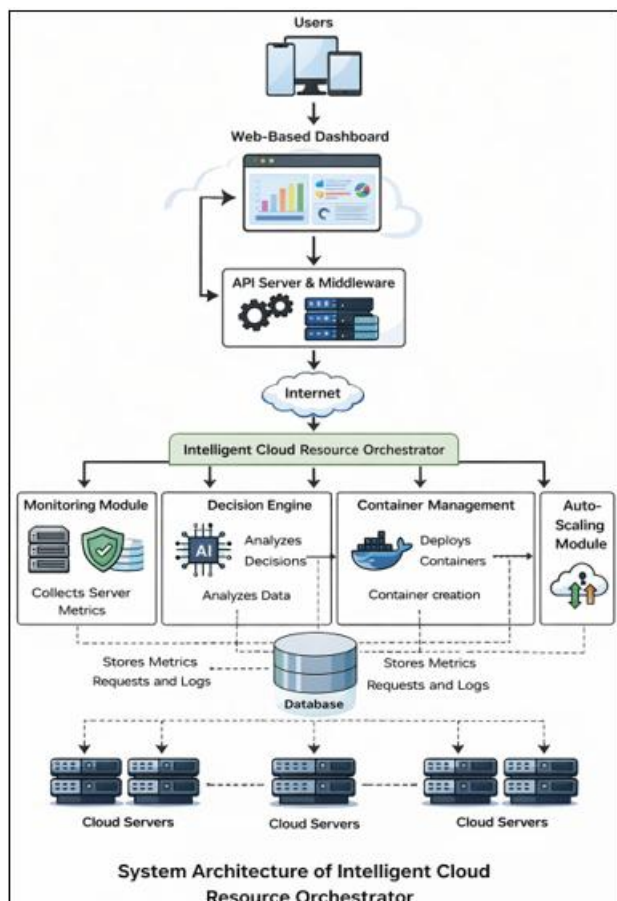 Users
Web-Based Dashboard
API Server & Middleware
Internet
Intelligent Cloud Resource Orchestrator
Monitoring Module
Collects Server
Metrics
Decision Engine
AI
Analyzes
Decisions
Analyzes Data
Container Management
Deploys
Containers
Container creation
Auto-
Scaling
Module
Stores Metrics
Requests and Logs
Database
Stores Metrics
Requests and Logs
Cloud Servers
Cloud Servers
Cloud Servers
System Architecture of Intelligent Cloud
Resource Orchestrator